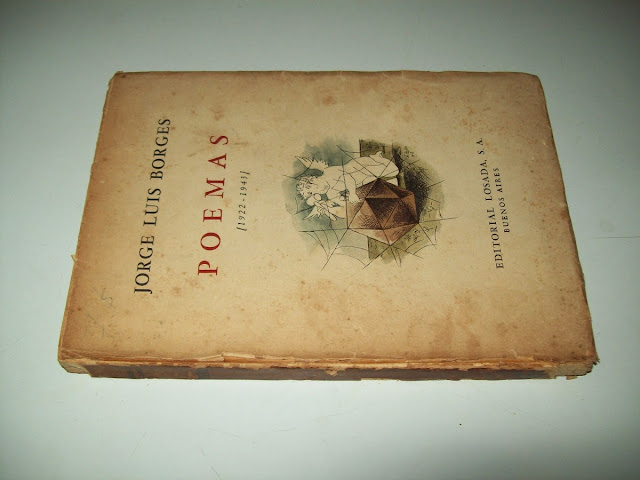 JORGE LUIS BORGES
POEMAS
[1922-1943]
EDITORIAL LOSADA, S. A.
BUENOS AIRES